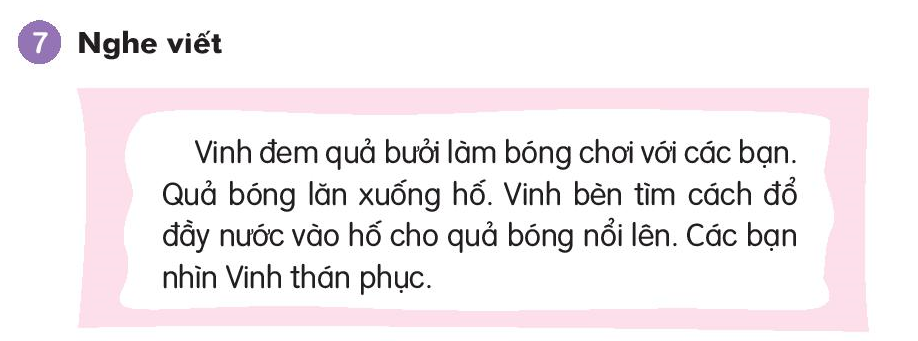 7 Nghe viết
Vinh đem quả bưởi làm bóng chơi với các bạn.
Quả bóng lăn xuống hố. Vinh bèn tìm cách đổ
đầy nước vào hố cho quả bóng nổi lên. Các bạn
nhìn Vinh thán phục.